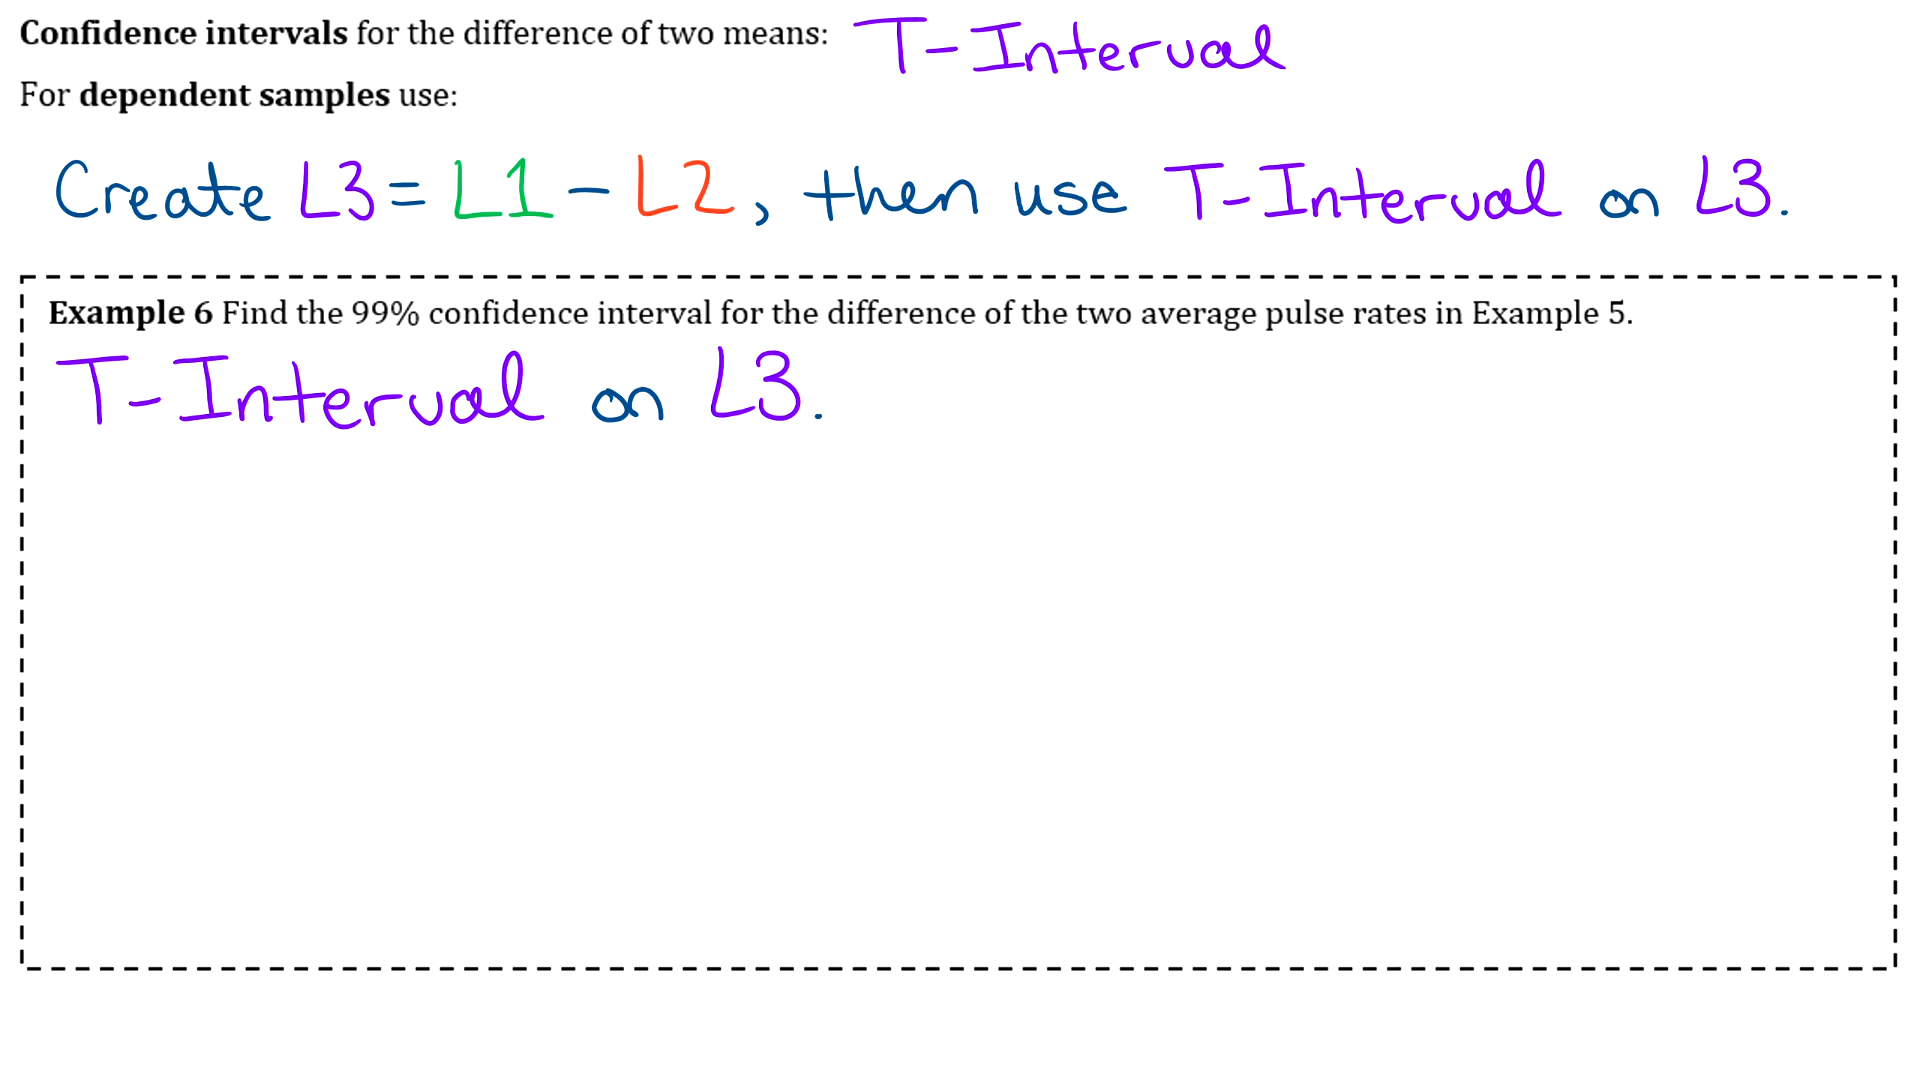 Confidence intervals for the difference of two means: T-Interval
For dependent samples use:
Create L3 = L1 - L2, then use T-Interval on L3.
Example 6 Find the 99% confidence interval for the difference of the two average pulse rates in Example 5.
T-Interval on L3.